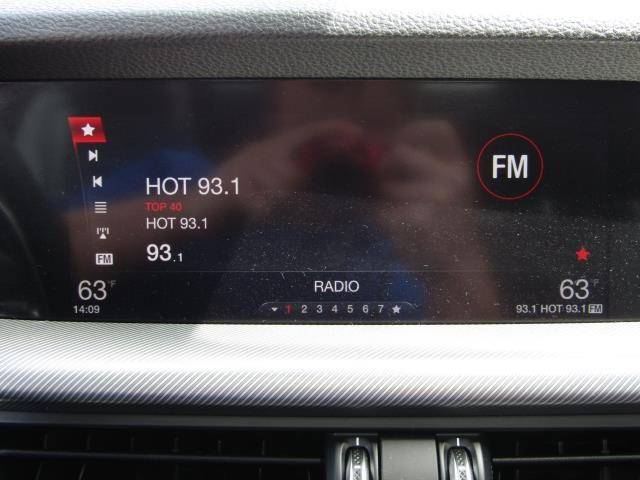 HOT 93.1
TOP 40
HOT 93.1
93.1
FM
FM
63°F
14:09
RADIO
1 2 3 4 5 6 7
63°F
93.1 HOT 93.1 FM